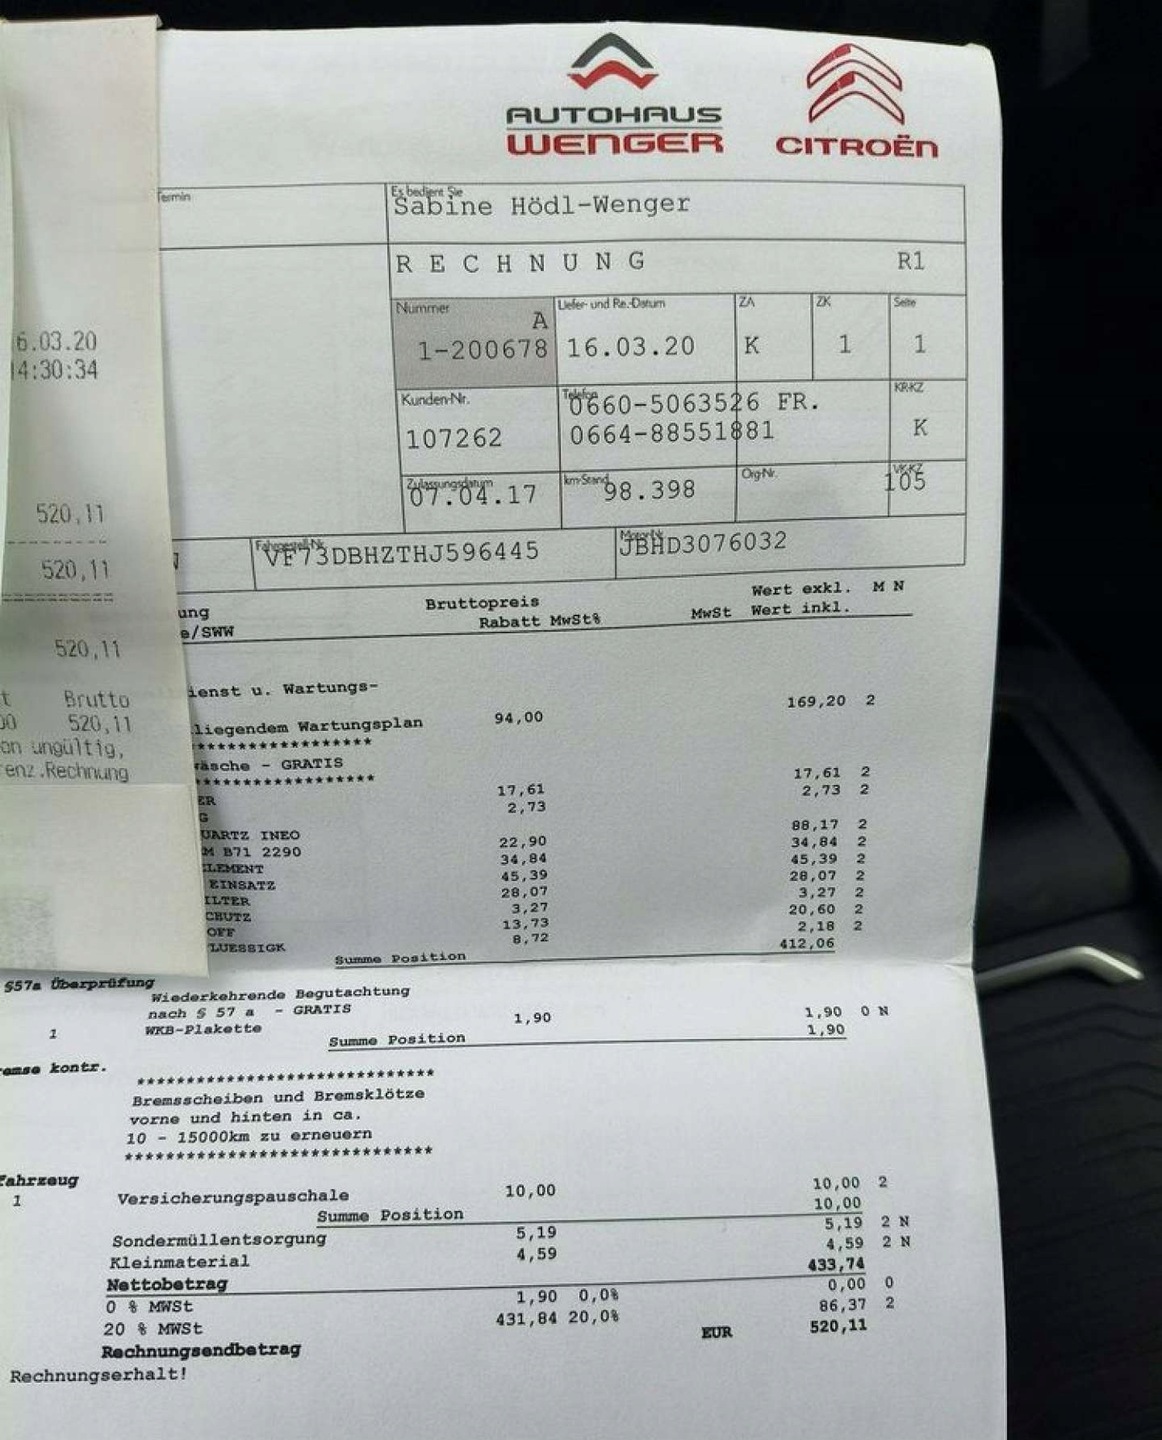 AUTOHAUS
WENGER
CITROËN
Termin
Es bedient Sie
Sabine Hödl-Wenger
RECHNUNG R1
Nummer Liefer- und Re.-Datum ZA ZK Seite
A
1-200678 16.03.20 K 1 1
Kunden-Nr. Telefon KR-KZ
0660-5063526 FR.
107262 0664-88551881 K
Zulassungsdatum km-Stand Org-Nr. VK-KZ
07.04.17 98.398 105
Fahrgestell-Nr. Motor-Nr.
VF73DBHZTHJ596445 JBHD3076032
6.03.20
4:30:34
520,11
520,11
520,11
t Brutto
00 520,11
on ungültig,
renz.Rechnung
ung Bruttopreis Wert exkl. M N
e/SWW Rabatt MwSt% MwSt Wert inkl.
ienst u. Wartungs-
liegendem Wartungsplan 94,00 169,20 2
******************
äsche - GRATIS
******************
ER 17,61 17,61 2
G 2,73 2,73 2
UARTZ INEO 22,90 88,17 2
M B71 2290 34,84 34,84 2
ELEMENT 45,39 45,39 2
EINSATZ 28,07 28,07 2
ILTER 3,27 3,27 2
CHUTZ 13,73 20,60 2
OFF 8,72 2,18 2
LUESSIGK
Summe Position 412,06
§57a Überprüfung
Wiederkehrende Begutachtung
nach § 57 a - GRATIS
1 WKB-Plakette 1,90 1,90 0 N
Summe Position 1,90
emse kontr.
*****************************
Bremsscheiben und Bremsklötze
vorne und hinten in ca.
10 - 15000km zu erneuern
*****************************
fahrzeug
1 Versicherungspauschale 10,00 10,00 2
Summe Position 10,00
Sondermüllentsorgung 5,19 5,19 2 N
Kleinmaterial 4,59 4,59 2 N
Nettobetrag 433,74
0 % MWSt 1,90 0,0% 0,00 0
20 % MWSt 431,84 20,0% 86,37 2
Rechnungsendbetrag EUR 520,11
Rechnungserhalt!